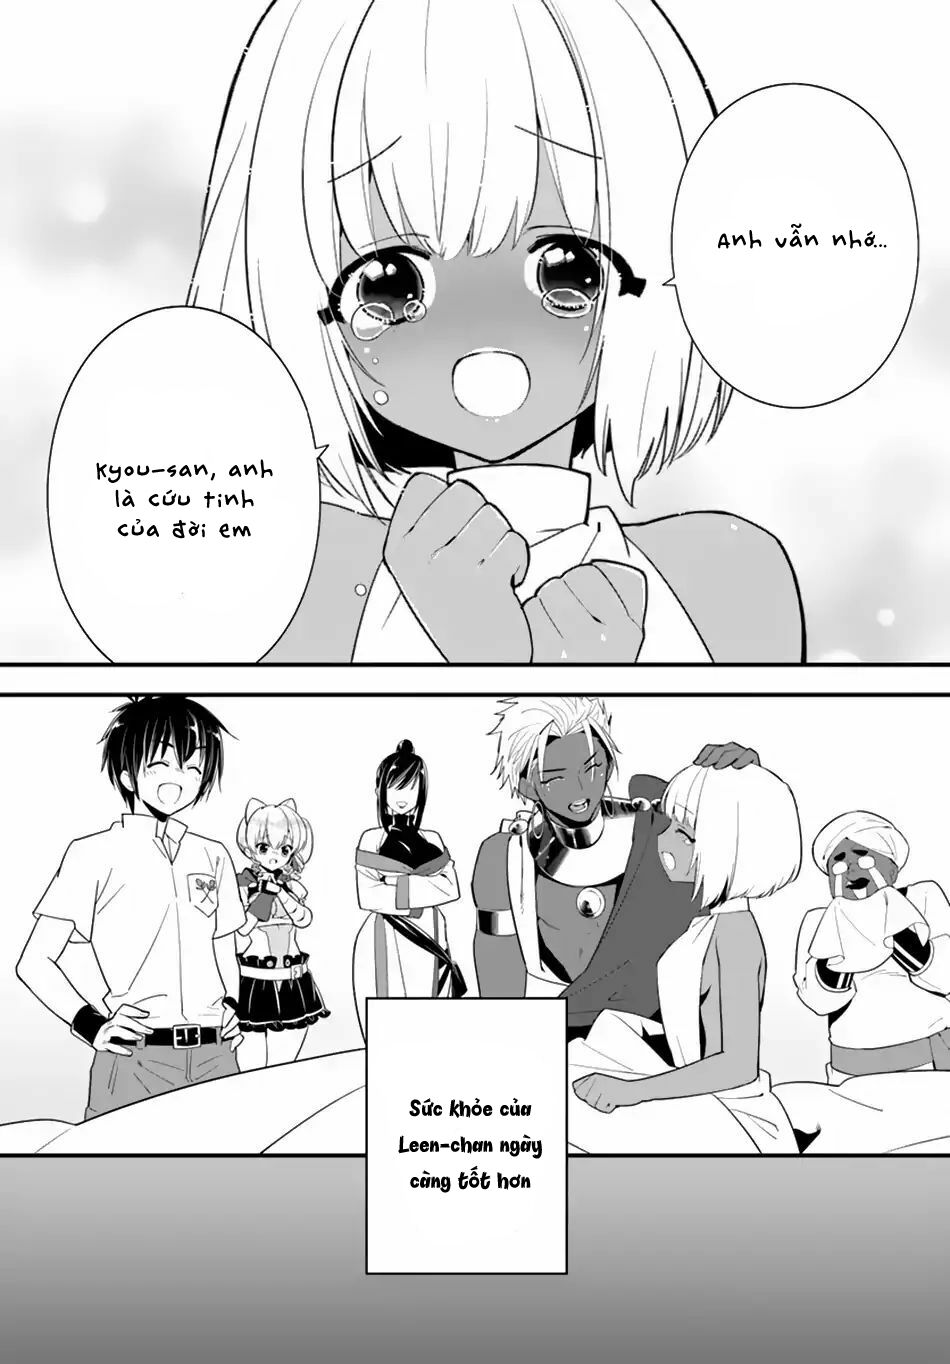 Anh vẫn nhớ...
Kyou-san, anh
là cứu tinh
của đời em
Sức khỏe của
Leen-chan ngày
càng tốt hơn